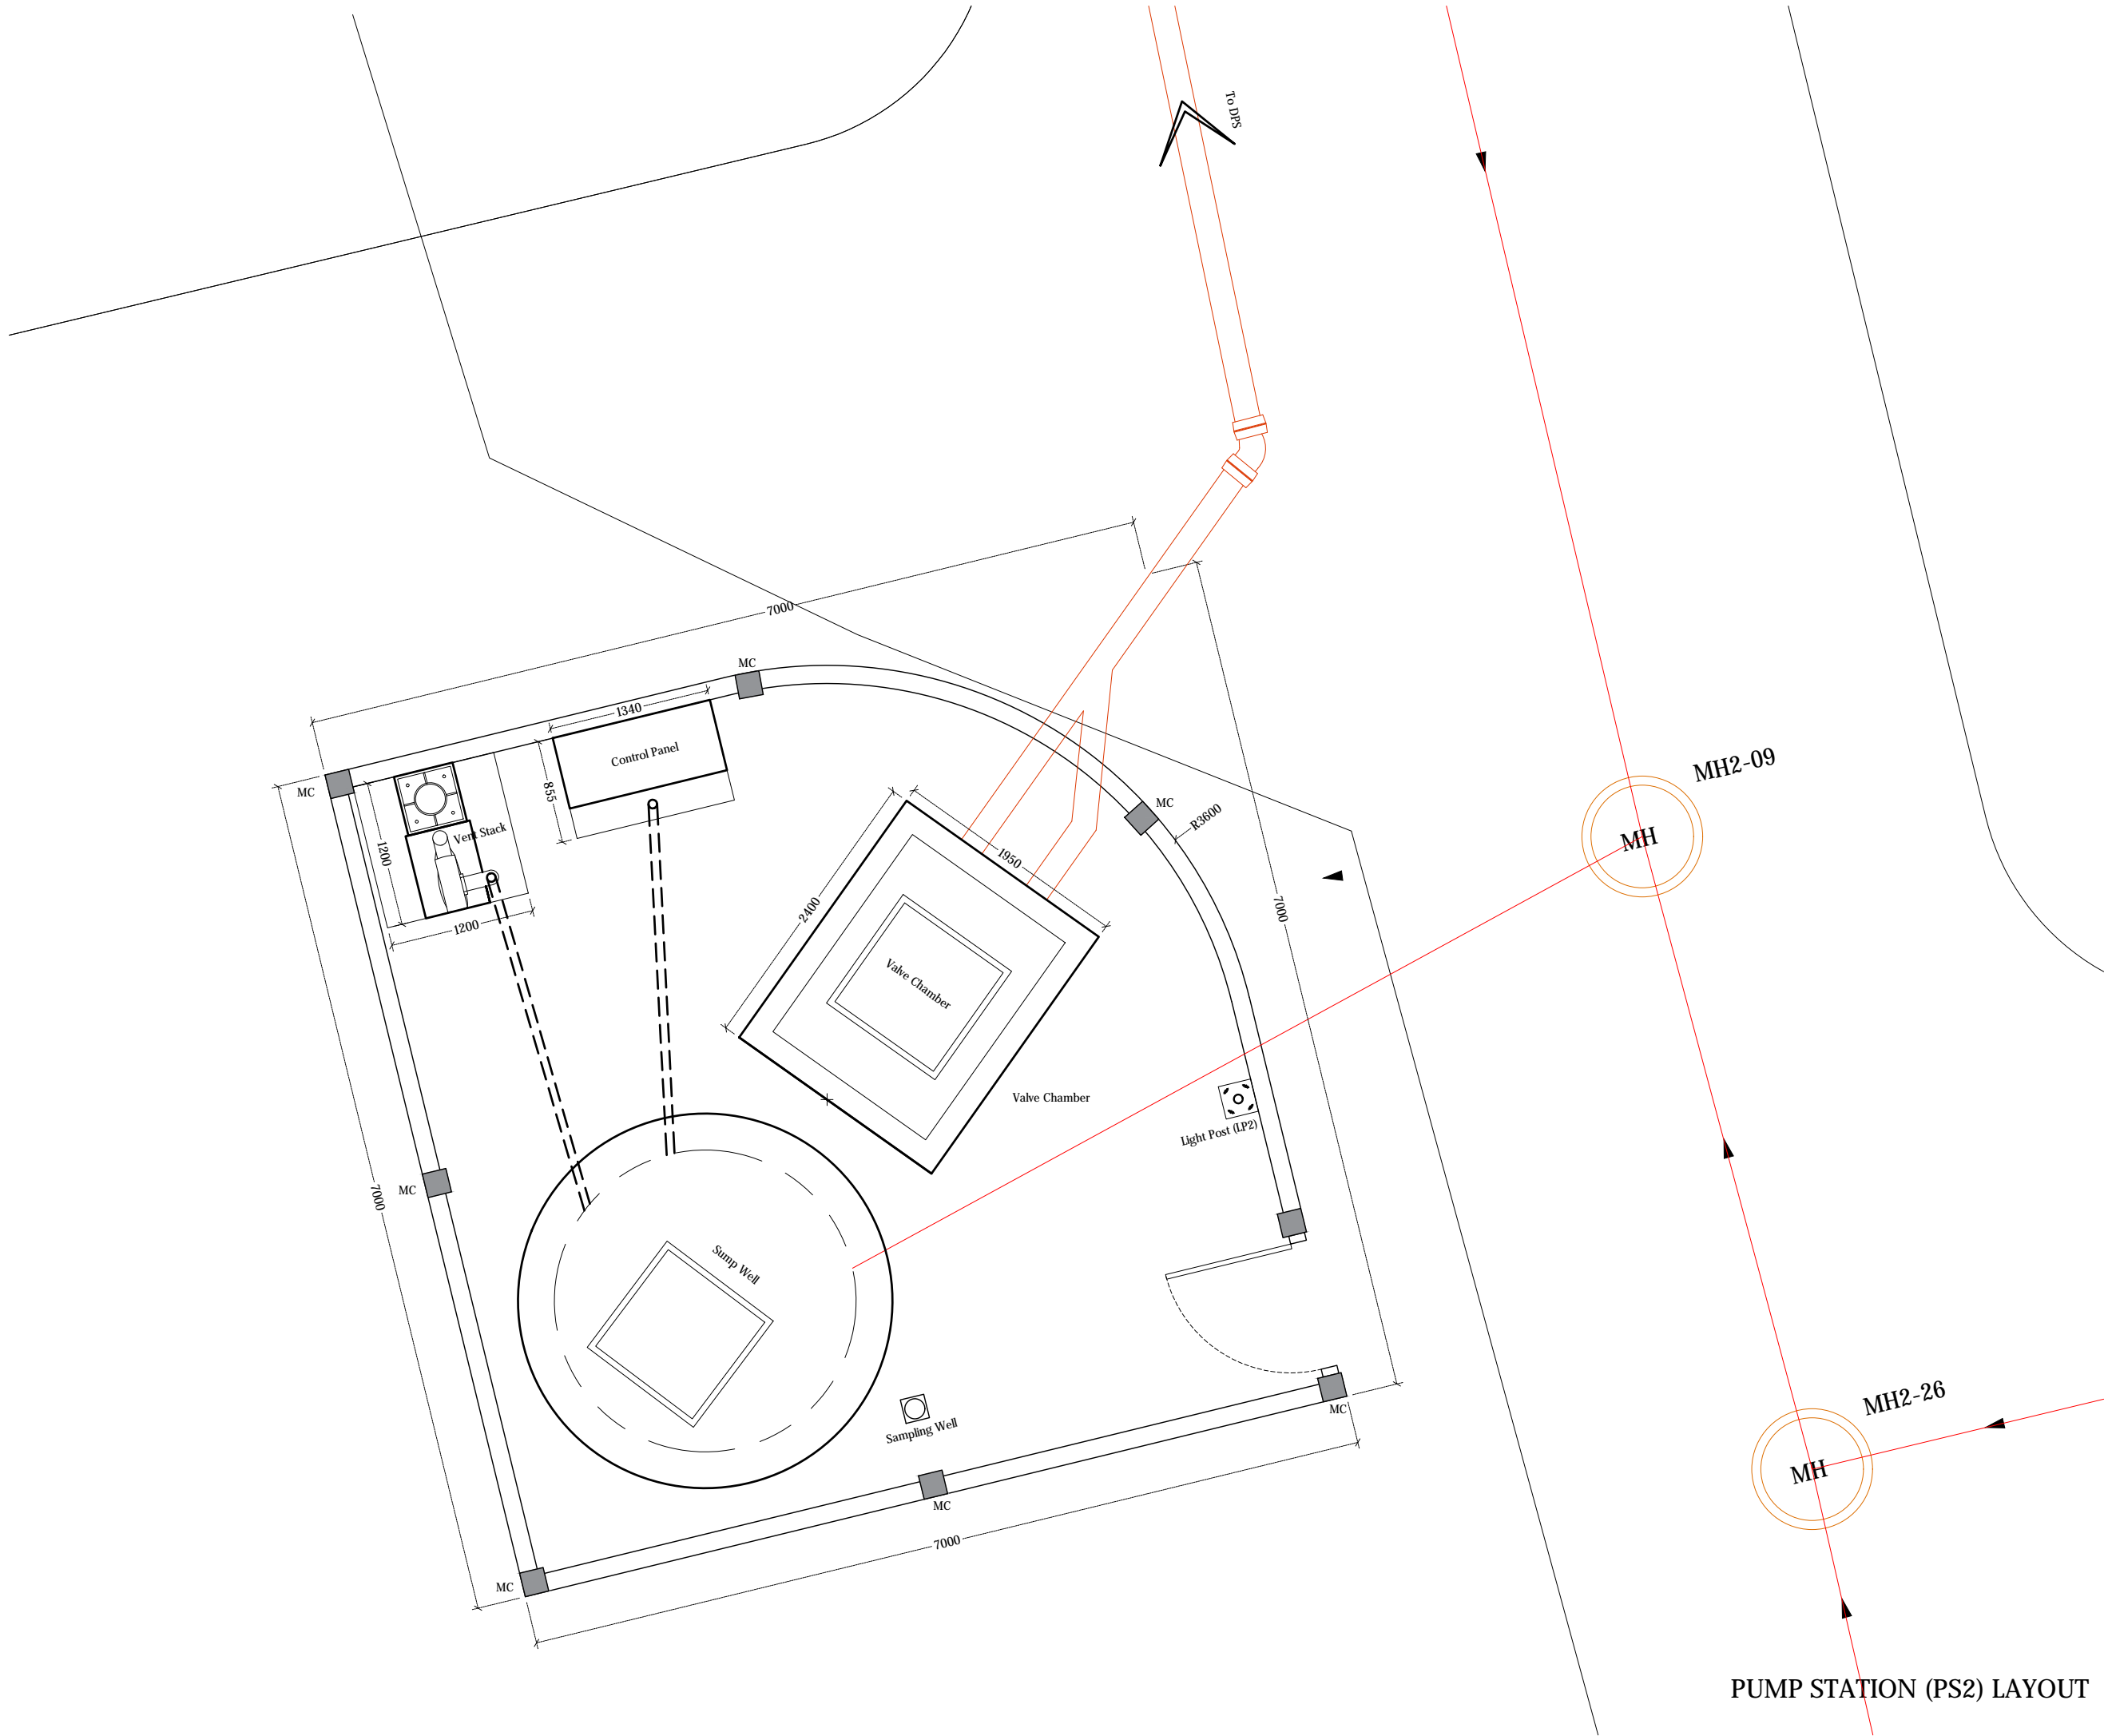 To DPS
7000
MC
1340
Control Panel
MC
855
Vent Stack
1200
1200
MC
R3600
1950
2400
7000
Valve Chamber
Valve Chamber
Light Post (LP2)
MH2-09
MH
MC
7000
Sump Well
Sampling Well
MC
MC
7000
MC
MH2-26
MH
PUMP STATION (PS2) LAYOUT